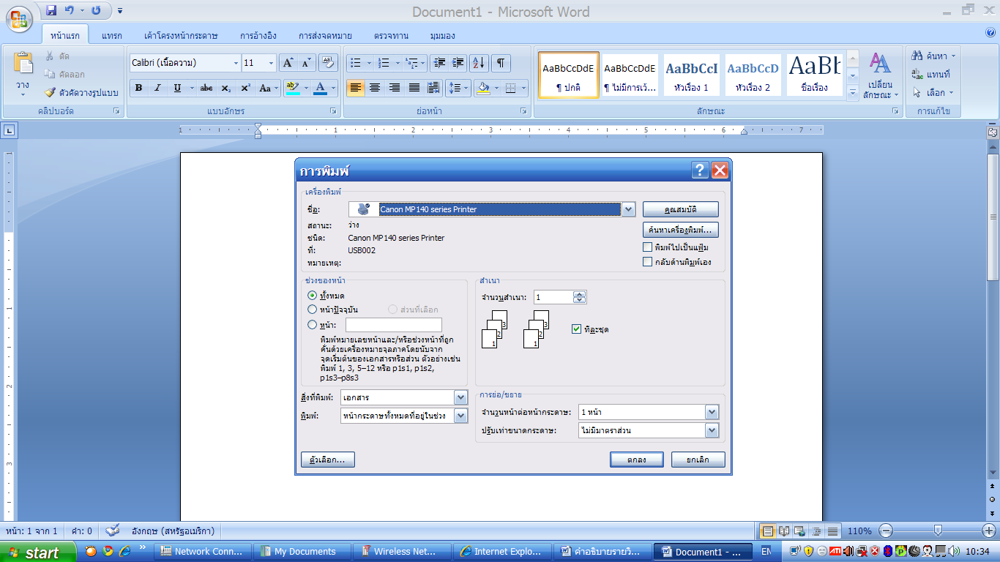 Document1 - Microsoft Word
หน้าแรก แทรก เค้าโครงหน้ากระดาษ การอ้างอิง การส่งจดหมาย ตรวจทาน มุมมอง
วาง
ตัด
คัดลอก
ตัวคัดวางรูปแบบ
คลิปบอร์ด
Calibri (เนื้อความ) 11
แบบอักษร
ย่อหน้า
AaBbCcDdE AaBbCcDdE AaBbCcI AaBbCcD AaBb
¶ ปกติ ¶ ไม่มีการเว้... หัวเรื่อง 1 หัวเรื่อง 2 ชื่อเรื่อง
เปลี่ยน
ลักษณะ
ลักษณะ
ค้นหา
แทนที่
เลือก
การแก้ไข
1 1 2 3 4 5 6 7
การพิมพ์
เครื่องพิมพ์
ชื่อ: Canon MP140 series Printer คุณสมบัติ
สถานะ: ว่าง
ค้นหาเครื่องพิมพ์...
ชนิด: Canon MP140 series Printer
ที่: USB002 พิมพ์ไปเป็นแฟ้ม
หมายเหตุ: กลับด้านพิมพ์เอง
ช่วงของหน้า
ทั้งหมด
หน้าปัจจุบัน ส่วนที่เลือก
หน้า:
พิมพ์หมายเลขหน้าและ/หรือช่วงหน้าที่ถูก
คั่นด้วยเครื่องหมายจุลภาคโดยนับจาก
จุดเริ่มต้นของเอกสารหรือส่วน ตัวอย่างเช่น
พิมพ์ 1, 3, 5–12 หรือ p1s1, p1s2,
p1s3–p8s3
สำเนา
จำนวนสำเนา: 1
3 2 1 3 2 1
ทีละชุด
สิ่งที่พิมพ์: เอกสาร
พิมพ์: หน้ากระดาษทั้งหมดที่อยู่ในช่วง
การย่อ/ขยาย
จำนวนหน้าต่อหน้ากระดาษ: 1 หน้า
ปรับเท่าขนาดกระดาษ: ไม่มีมาตราส่วน
ตัวเลือก... ตกลง ยกเลิก
หน้า: 1 จาก 1 คำ: 0 อังกฤษ (สหรัฐอเมริกา) 110%
start Network Conn... My Documents Wireless Net... Internet Explo... คำอธิบายรายวิ... Document1 - ... EN 10:34